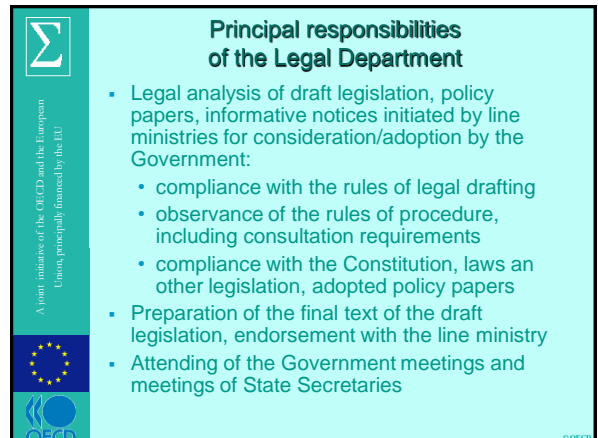 Σ
A joint initiative of the OECD and the European
Union, principally financed by the EU
OECD
Principal responsibilities
of the Legal Department
▪ Legal analysis of draft legislation, policy
papers, informative notices initiated by line
ministries for consideration/adoption by the
Government:
• compliance with the rules of legal drafting
• observance of the rules of procedure,
including consultation requirements
• compliance with the Constitution, laws an
other legislation, adopted policy papers
▪ Preparation of the final text of the draft
legislation, endorsement with the line ministry
▪ Attending of the Government meetings and
meetings of State Secretaries
© OECD